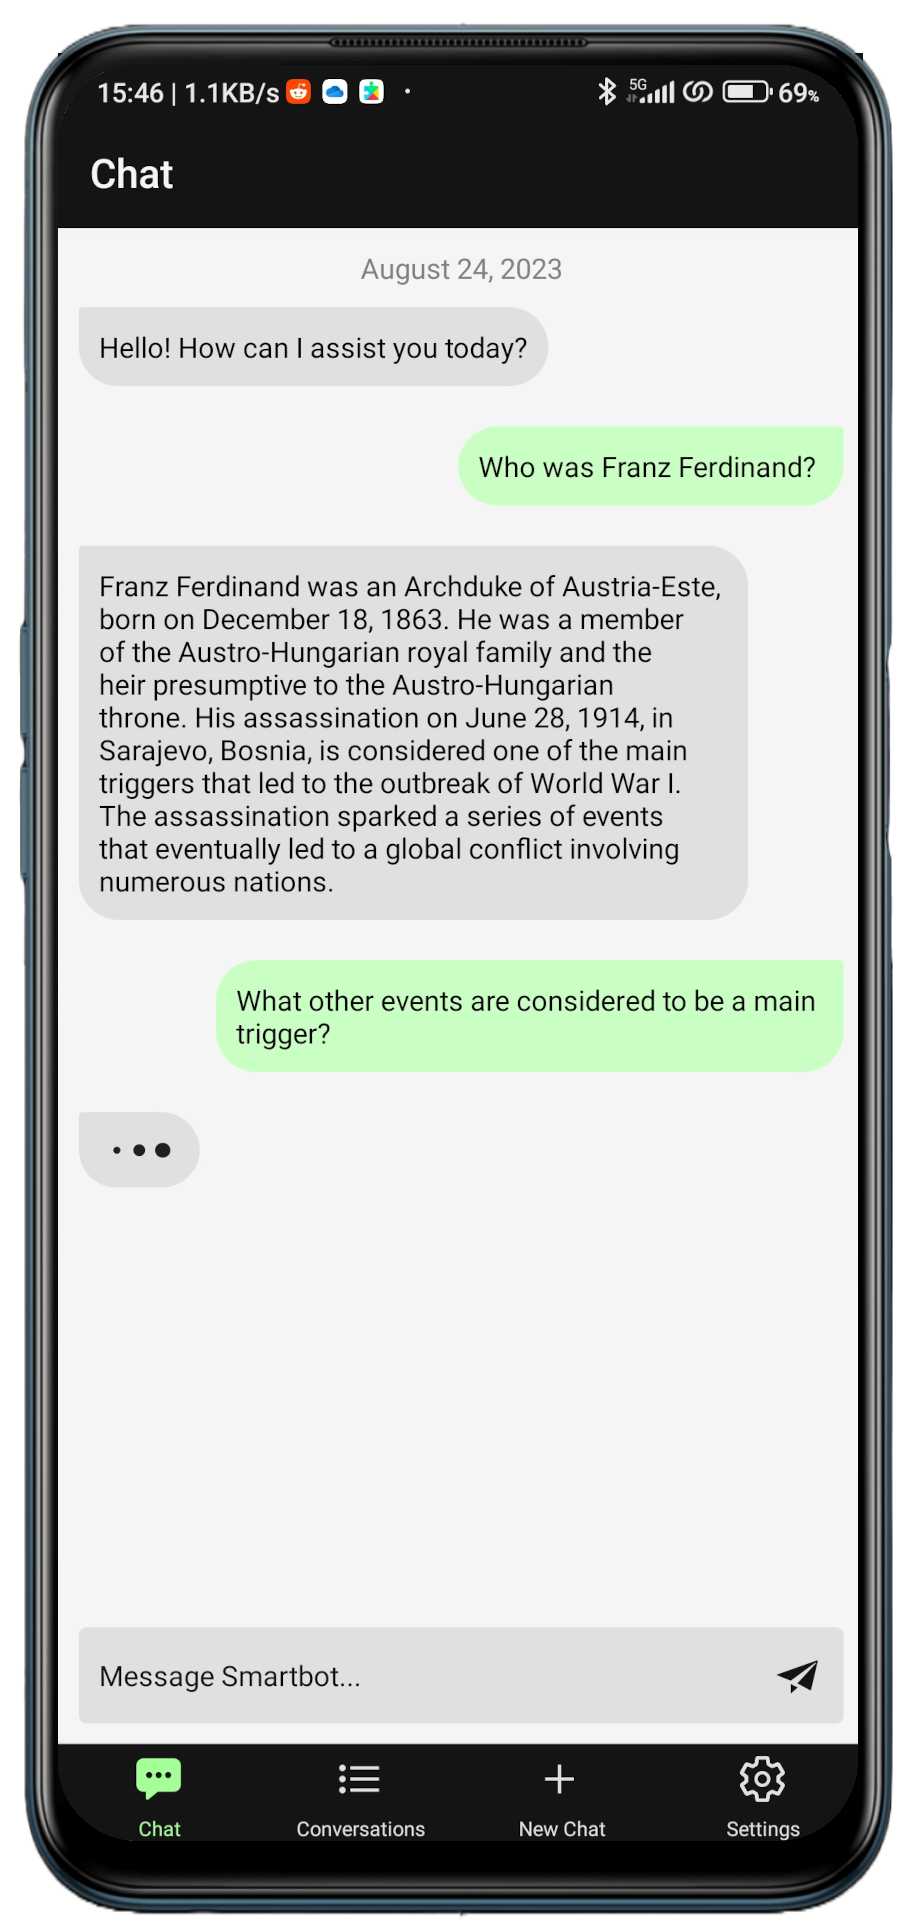 15:46 | 1.1KB/s 5G 69%
Chat
August 24, 2023
Hello! How can I assist you today?
Who was Franz Ferdinand?
Franz Ferdinand was an Archduke of Austria-Este,
born on December 18, 1863. He was a member
of the Austro-Hungarian royal family and the
heir presumptive to the Austro-Hungarian
throne. His assassination on June 28, 1914, in
Sarajevo, Bosnia, is considered one of the main
triggers that led to the outbreak of World War I.
The assassination sparked a series of events
that eventually led to a global conflict involving
numerous nations.
What other events are considered to be a main
trigger?
Message Smartbot...
Chat Conversations New Chat Settings